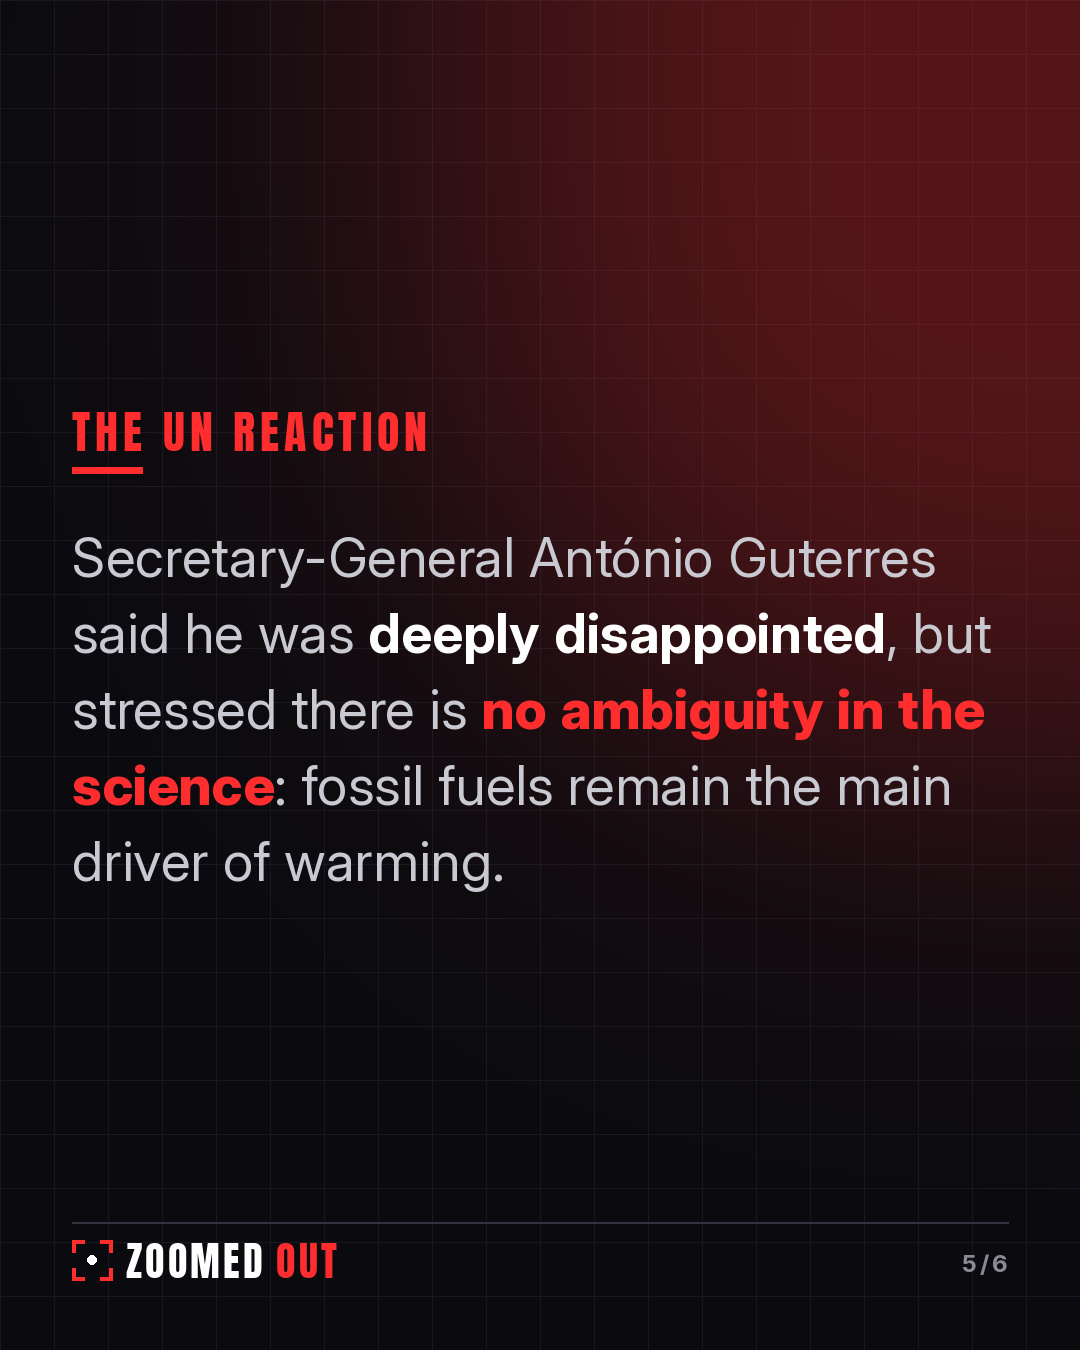 THE UN REACTION
Secretary-General António Guterres
said he was deeply disappointed, but
stressed there is no ambiguity in the
science: fossil fuels remain the main
driver of warming.
ZOOMED OUT
5/6